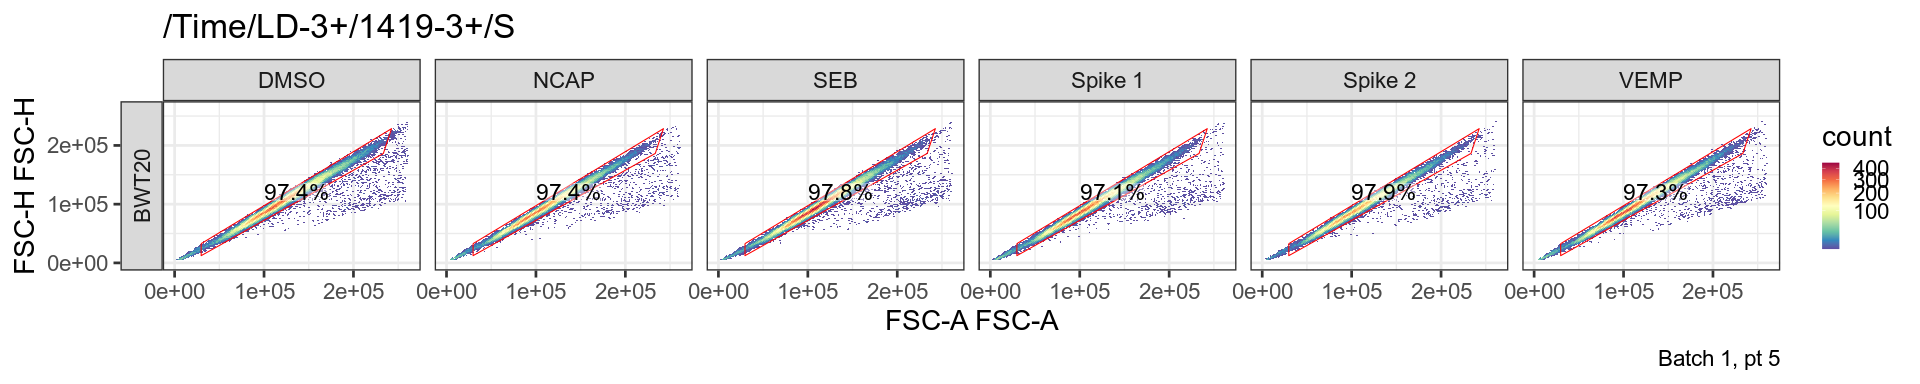 /Time/LD-3+/1419-3+/S
DMSO NCAP SEB Spike 1 Spike 2 VEMP
FSC-H FSC-H
BWT20
2e+05
1e+05
0e+00
97.4% 97.4% 97.8% 97.1% 97.9% 97.3%
0e+00 1e+05 2e+05 0e+00 1e+05 2e+05 0e+00 1e+05 2e+05 0e+00 1e+05 2e+05 0e+00 1e+05 2e+05 0e+00 1e+05 2e+05
FSC-A FSC-A
count
400
300
200
100
Batch 1, pt 5